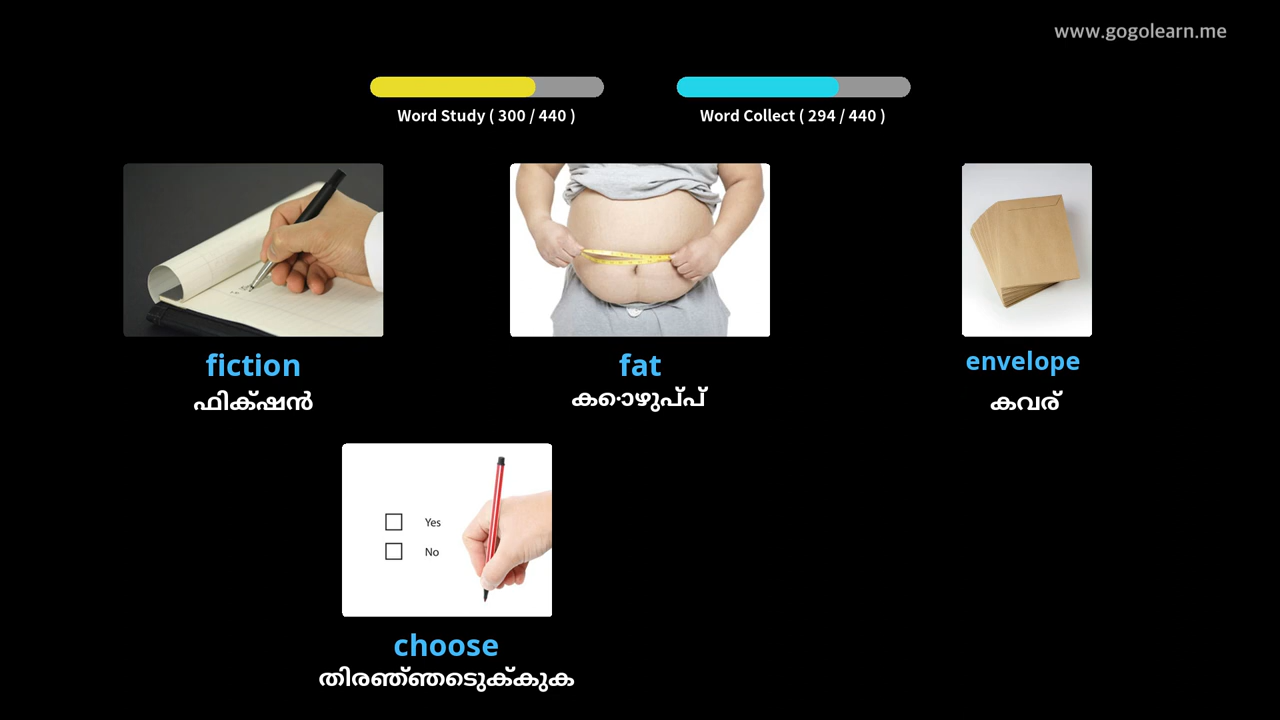 www.gogolearn.me
Word Study ( 300 / 440 )
Word Collect ( 294 / 440 )
fiction
ഫിക്ഷൻ
fat
കൊഴുപ്പ്
envelope
കവര്
Yes
No
choose
തിരഞ്ഞെടുക്കുക